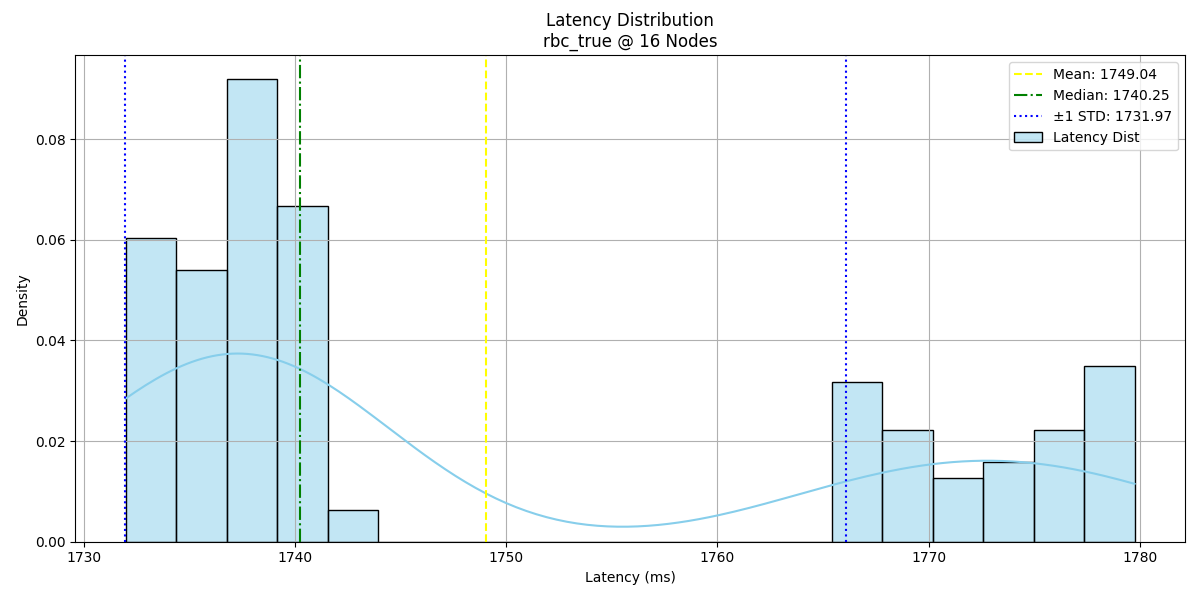 Latency Distribution
rbc_true @ 16 Nodes
Mean: 1749.04
Median: 1740.25
±1 STD: 1731.97
Latency Dist
Density
0.08
0.06
0.04
0.02
0.00
1730 1740 1750 1760 1770 1780
Latency (ms)